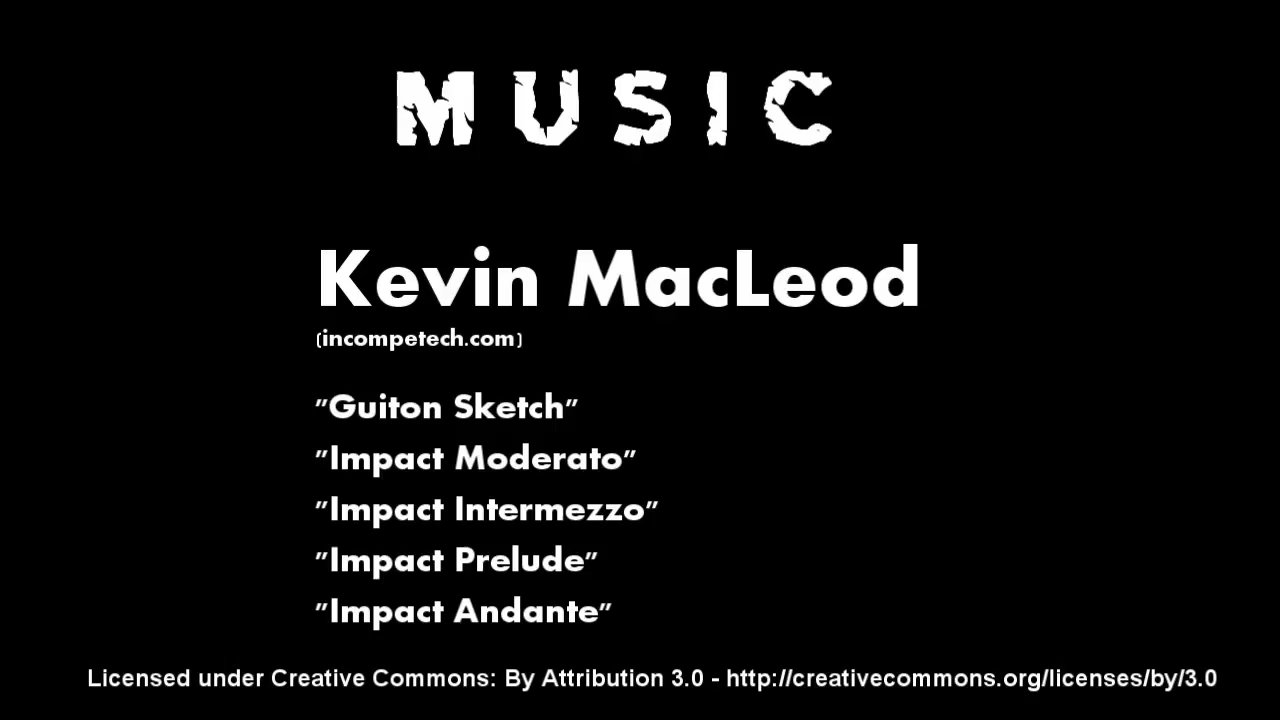 MUSIC
Kevin MacLeod
(incompetech.com)
"Guiton Sketch"
"Impact Moderato"
"Impact Intermezzo"
"Impact Prelude"
"Impact Andante"
Licensed under Creative Commons: By Attribution 3.0 - http://creativecommons.org/licenses/by/3.0